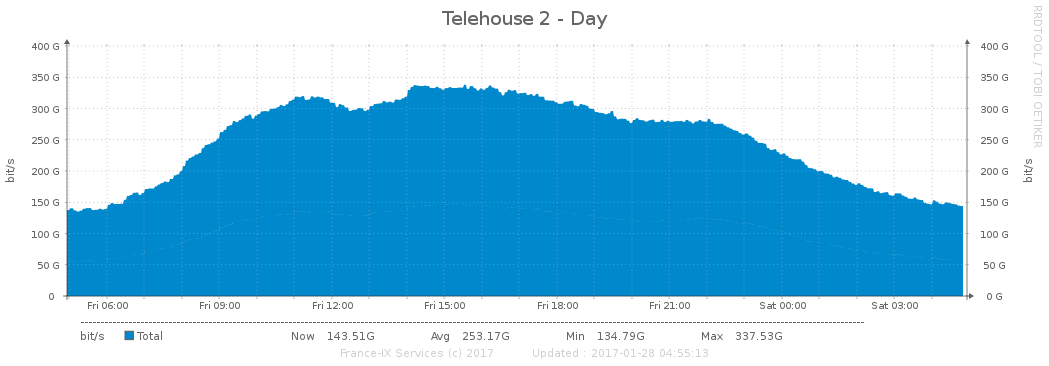 Telehouse 2 - Day
RRDTOOL / TOBI OETIKER
400 G 400 G
350 G 350 G
300 G 300 G
250 G 250 G
200 G 200 G
150 G 150 G
100 G 100 G
50 G 50 G
0 0 G
bit/s bit/s
Fri 06:00 Fri 09:00 Fri 12:00 Fri 15:00 Fri 18:00 Fri 21:00 Sat 00:00 Sat 03:00
bit/s Total Now 143.51G Avg 253.17G Min 134.79G Max 337.53G
France-IX Services (c) 2017 Updated : 2017-01-28 04:55:13